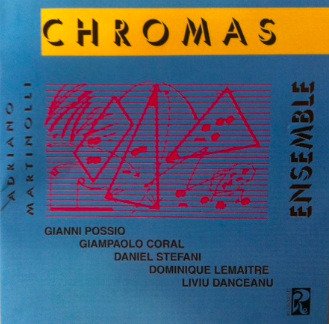 CHROMAS
ENSEMBLE
ADRIANO
MARTINOLLI
GIANNI POSSIO
GIAMPAOLO CORAL
DANIEL STEFANI
DOMINIQUE LEMAITRE
LIVIU DANCEANU